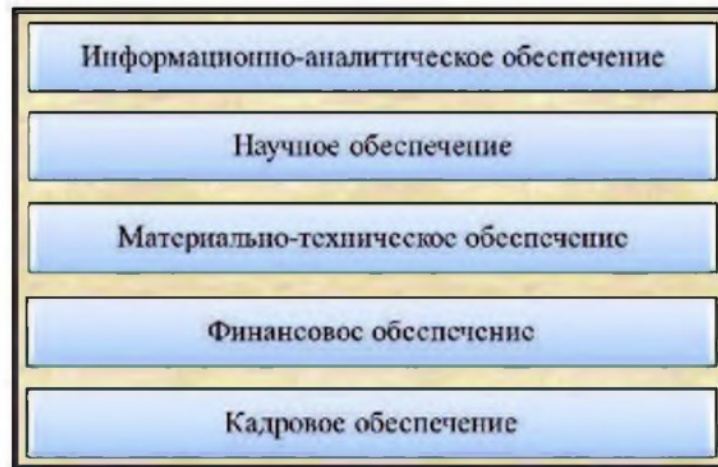 Информационно-аналитическое обеспечение
Научное обеспечение
Материально-техническое обеспечение
Финансовое обеспечение
Кадровое обеспечение